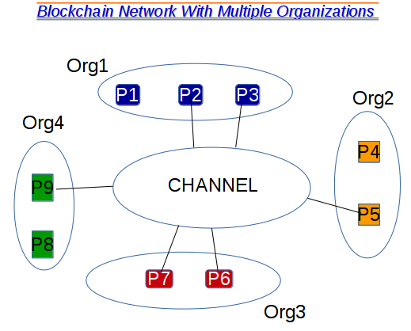 Blockchain Network With Multiple Organizations
Org1
P1 P2 P3
Org2
P4
P5
Org4
P9
P8
CHANNEL
P7 P6
Org3